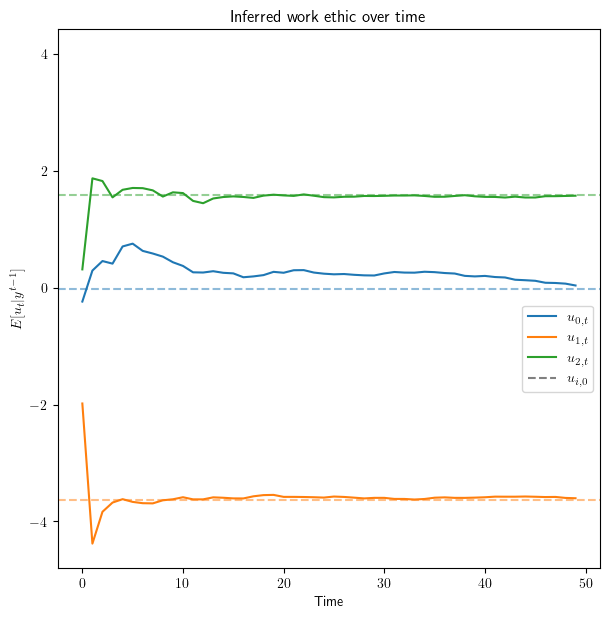 Inferred work ethic over time
4
2
0
−2
−4
E[u_t|y^{t−1}]
u_{0,t}
u_{1,t}
u_{2,t}
u_{i,0}
0 10 20 30 40 50
Time